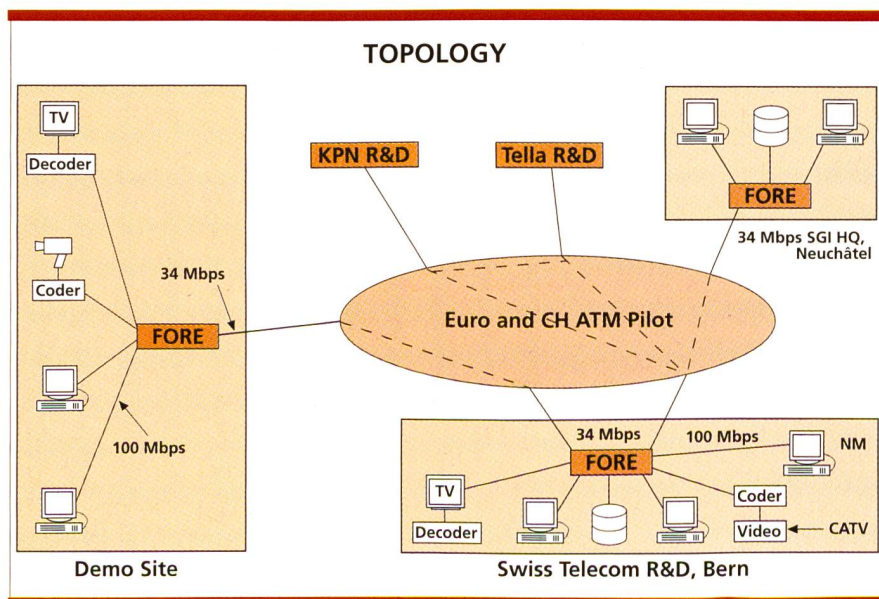 TOPOLOGY
TV
Decoder
Coder
FORE
34 Mbps
100 Mbps
Demo Site
KPN R&D
Tella R&D
Euro and CH ATM Pilot
FORE
34 Mbps SGI HQ,
Neuchâtel
34 Mbps
100 Mbps
FORE
NM
TV
Decoder
Coder
Video
CATV
Swiss Telecom R&D, Bern